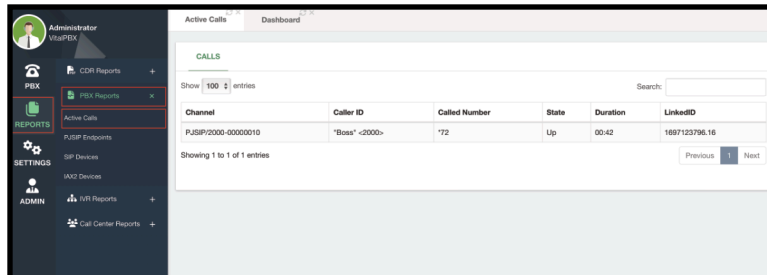 Administrator
VitalPBX
PBX
REPORTS
SETTINGS
ADMIN
CDR Reports +
PBX Reports ×
Active Calls
PJSIP Endpoints
SIP Devices
IAX2 Devices
IVR Reports +
Call Center Reports +
Active Calls Dashboard
CALLS
Show 100 entries Search:
Channel Caller ID Called Number State Duration LinkedID
PJSIP/2000-00000010 "Boss" <2000> *72 Up 00:42 1697123796.16
Showing 1 to 1 of 1 entries Previous 1 Next